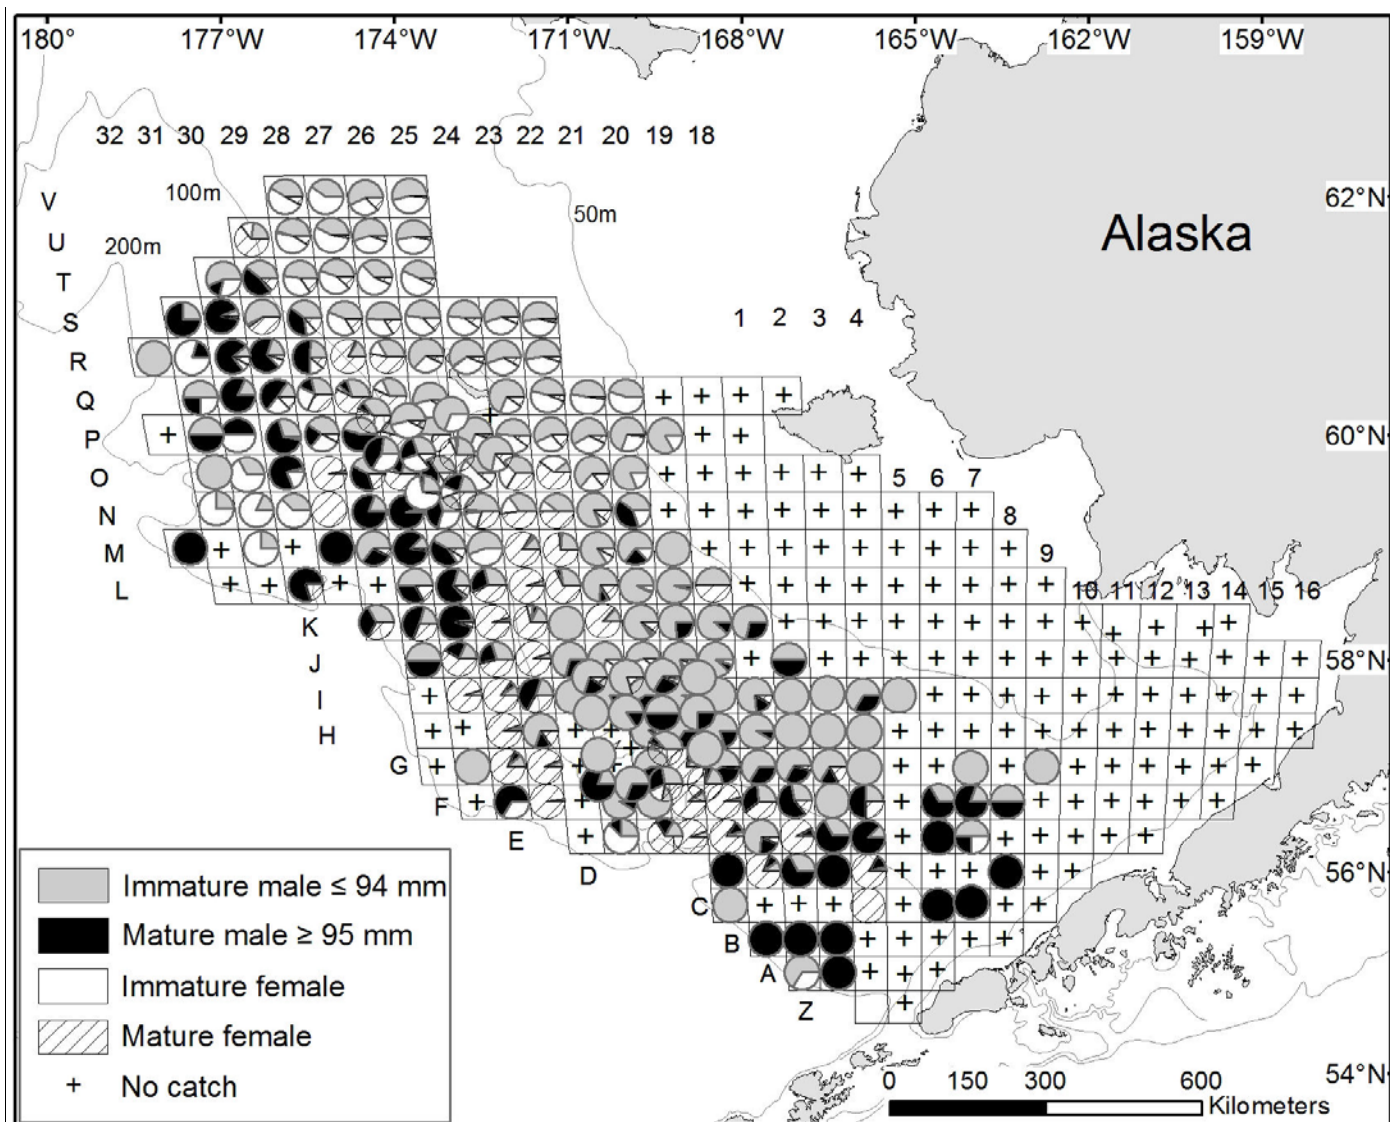 180° 177°W 174°W 171°W 168°W 165°W 162°W 159°W
32 31 30 29 28 27 26 25 24 23 22 21 20 19 18
V 100m 50m 62°N
U 200m Alaska
T
S 1 2 3 4
R
Q
P 60°N
O 5 6 7
N 8
M 9
L 10 11 12 13 14 15 16
K
J 58°N
I
H
G
F
E
D 56°N
C
B
A
Z
Immature male ≤ 94 mm
Mature male ≥ 95 mm
Immature female
Mature female
+ No catch
54°N
0 150 300 600
Kilometers